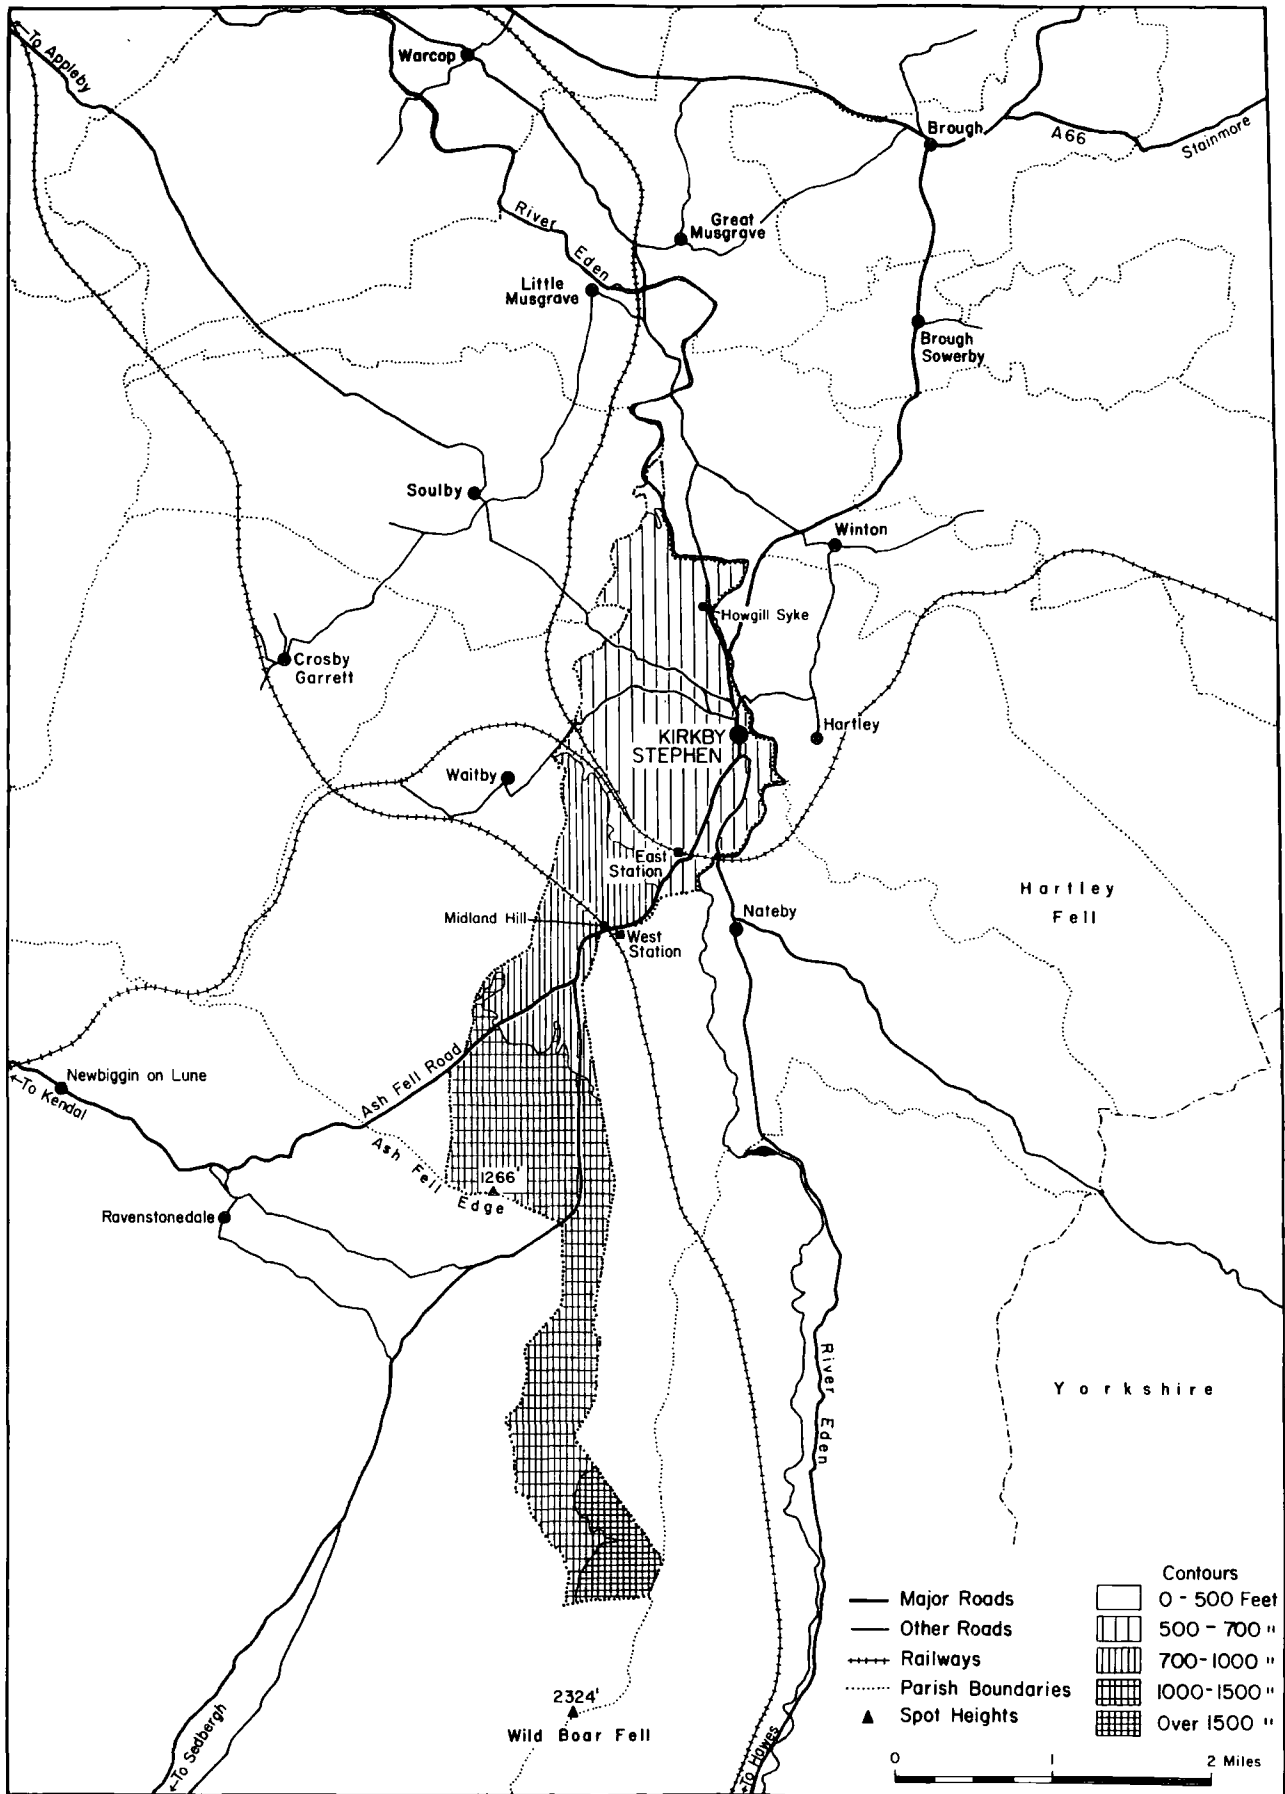 ←To Appleby
Warcop
Brough
A66
Stainmore
River
Eden
Great
Musgrave
Little
Musgrave
Brough
Sowerby
Soulby
Winton
Howgill Syke
Crosby
Garrett
KIRKBY
STEPHEN
Hartley
Waitby
East
Station
Hartley
Fell
Midland Hill
West
Station
Nateby
Newbiggin on Lune
←To Kendal
Ash Fell Road
Ash Fell Edge
1266'
Ravenstonedale
River Eden
Yorkshire
2324'
Wild Boar Fell
←To Sedbergh
←To Hawes
Major Roads
Other Roads
Railways
Parish Boundaries
Spot Heights
Contours
0 - 500 Feet
500 - 700 "
700 - 1000 "
1000 - 1500 "
Over 1500 "
0 1 2 Miles